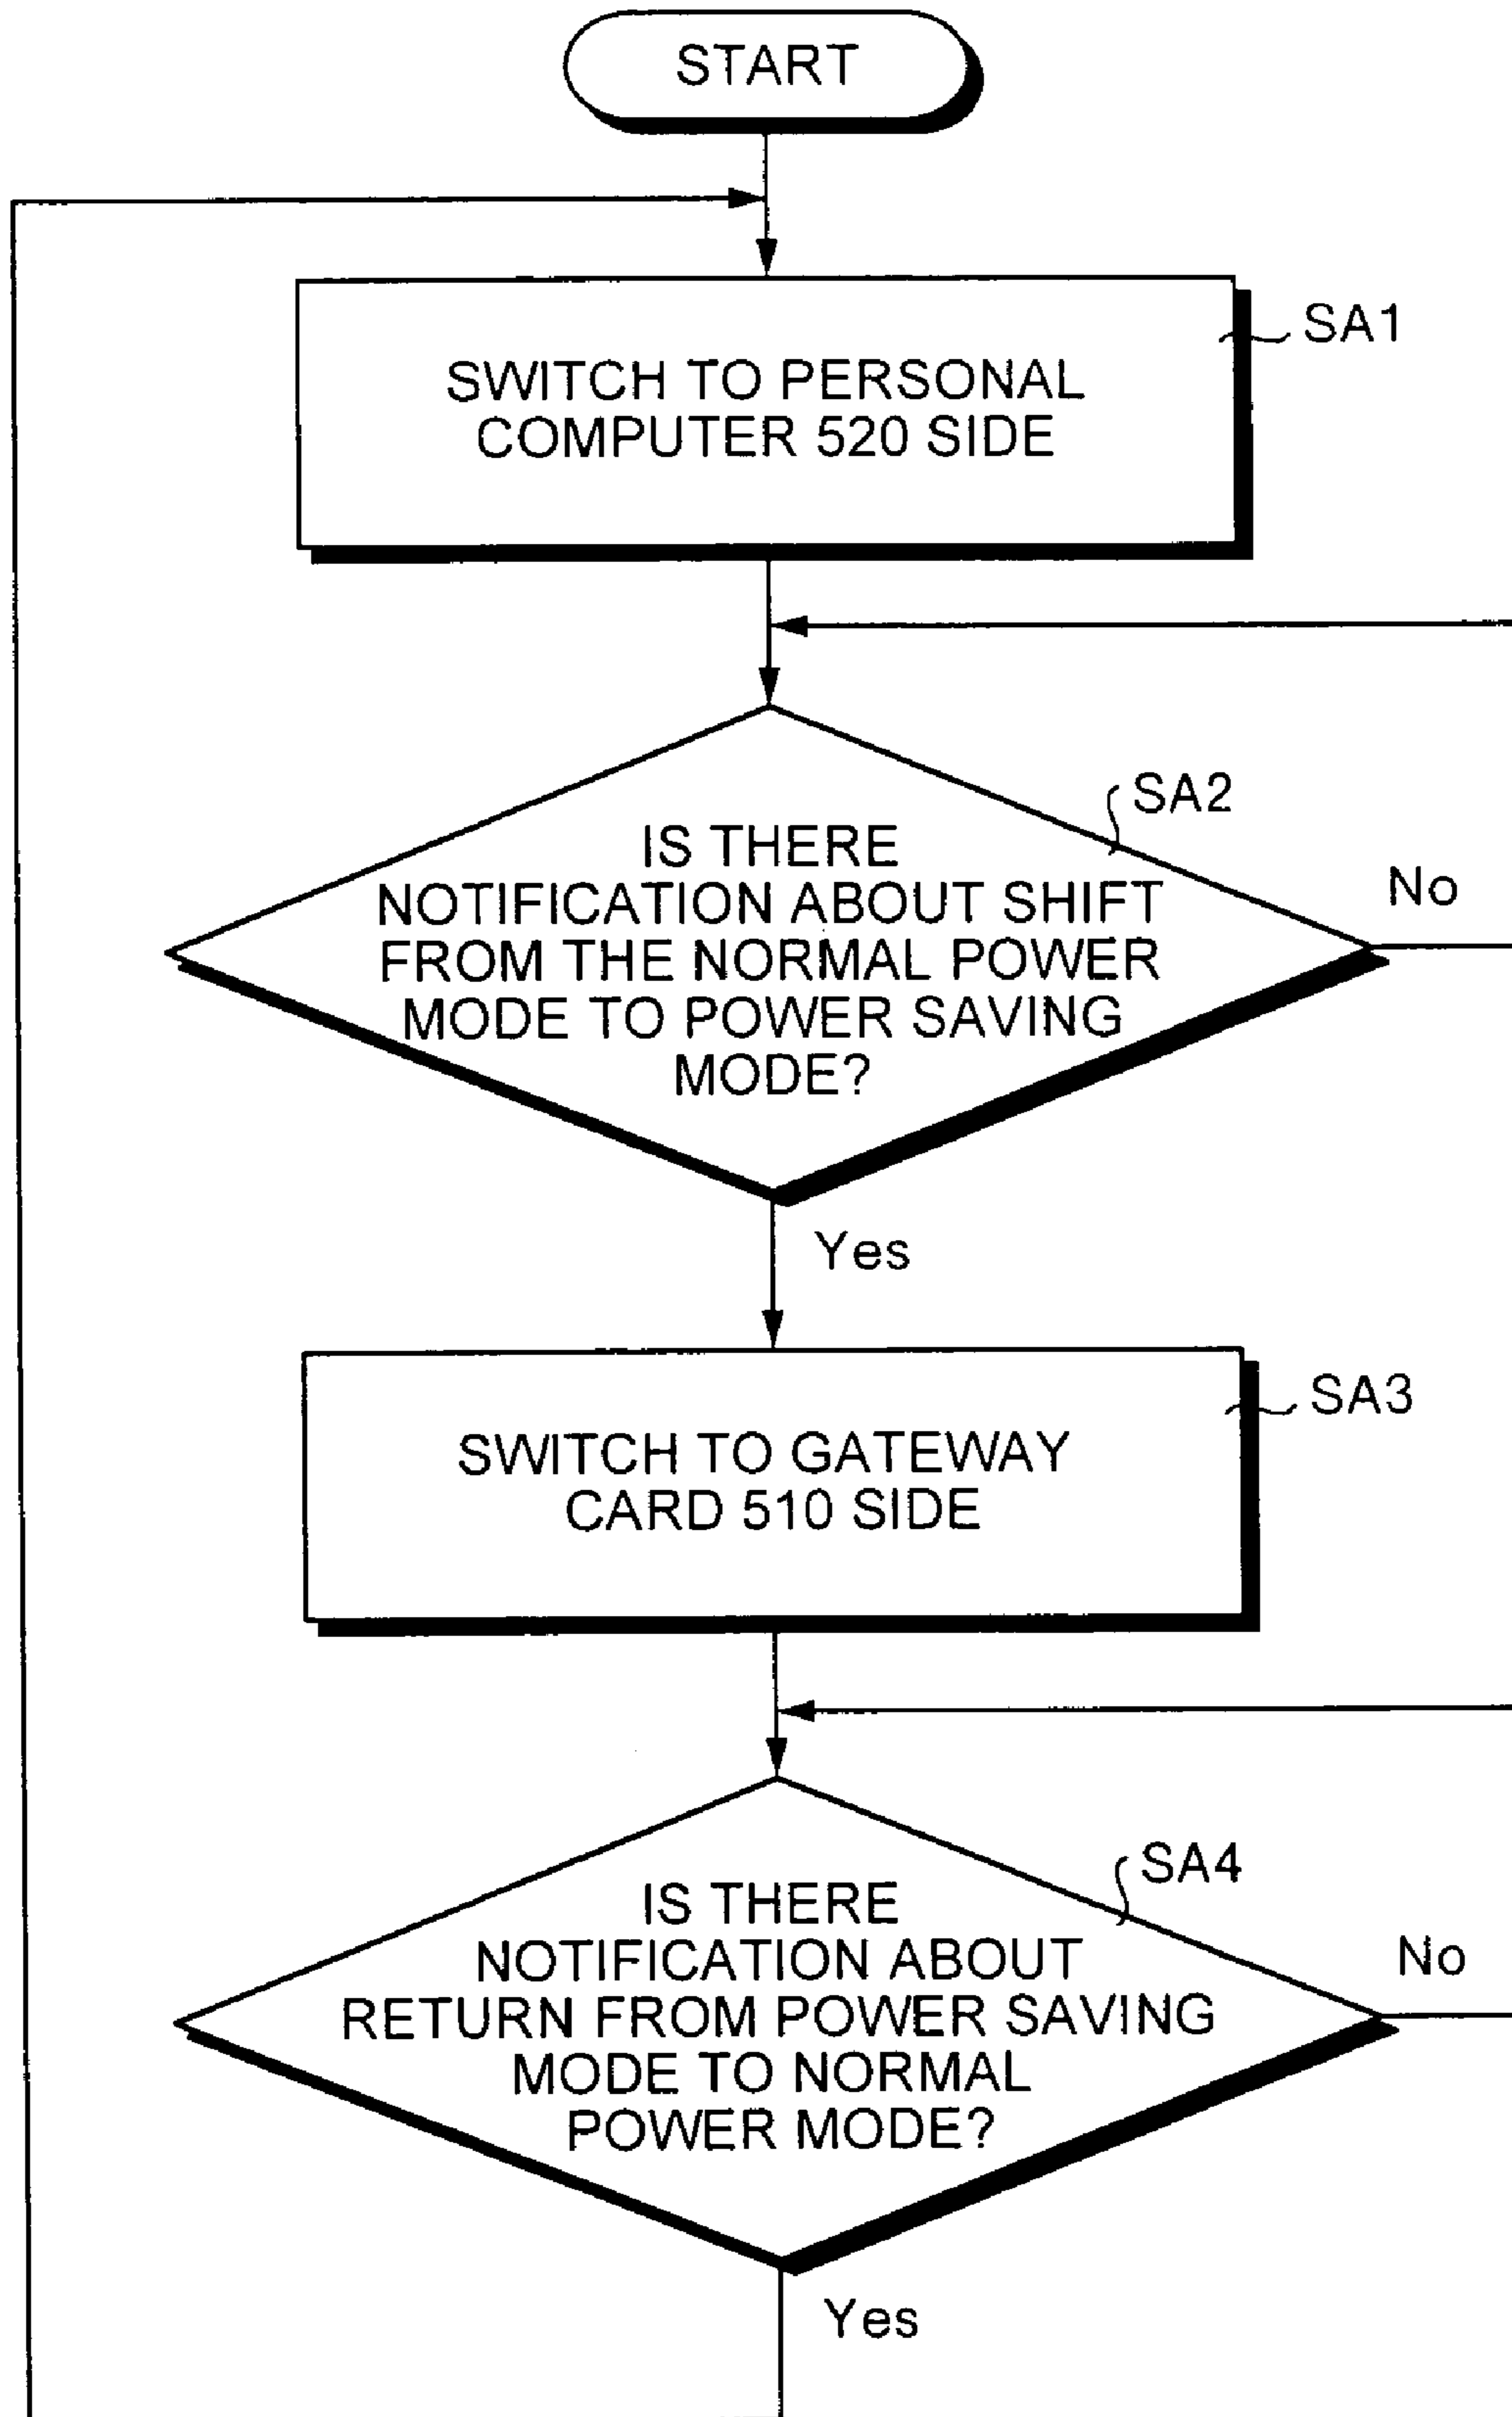 START
SA1
SWITCH TO PERSONAL
COMPUTER 520 SIDE
SA2
IS THERE
NOTIFICATION ABOUT SHIFT
FROM THE NORMAL POWER
MODE TO POWER SAVING
MODE?
No
Yes
SA3
SWITCH TO GATEWAY
CARD 510 SIDE
SA4
IS THERE
NOTIFICATION ABOUT
RETURN FROM POWER SAVING
MODE TO NORMAL
POWER MODE?
No
Yes